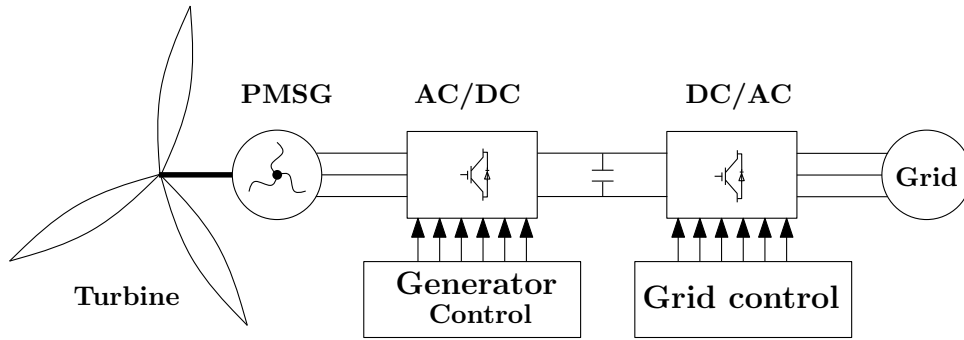 PMSG
AC/DC
DC/AC
Grid
Turbine
Generator
Control
Grid control